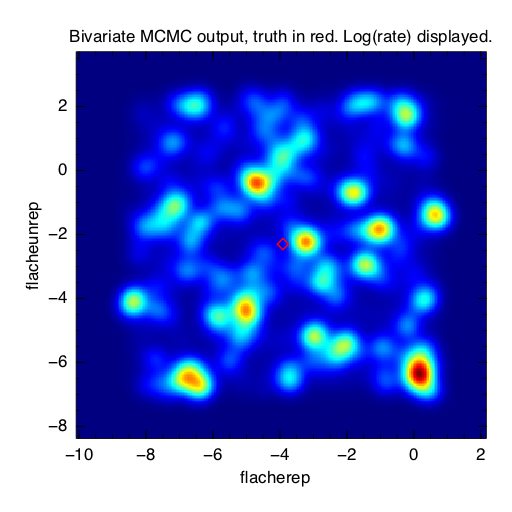 Bivariate MCMC output, truth in red. Log(rate) displayed.
2
0
−2
−4
−6
−8
flacheunrep
−10 −8 −6 −4 −2 0 2
flacherep